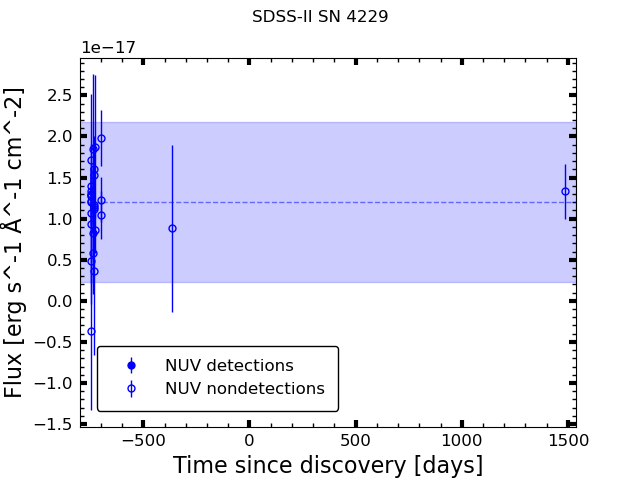 SDSS-II SN 4229
1e−17
Flux [erg s^-1 Å^-1 cm^-2]
2.5
2.0
1.5
1.0
0.5
0.0
−0.5
−1.0
−1.5
NUV detections
NUV nondetections
−500 0 500 1000 1500
Time since discovery [days]